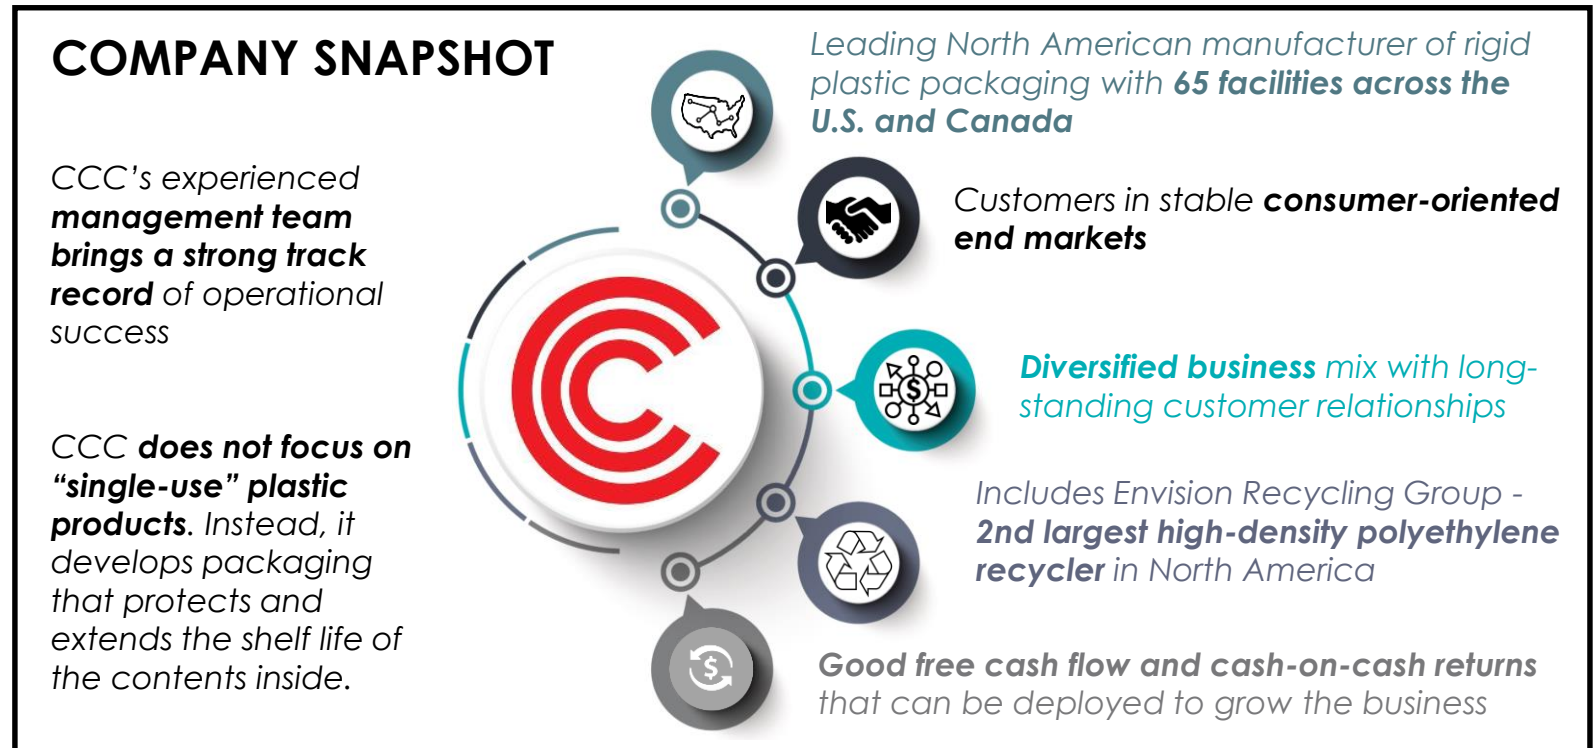 COMPANY SNAPSHOT
CCC’s experienced
management team
brings a strong track
record of operational
success
CCC does not focus on
“single-use” plastic
products. Instead, it
develops packaging
that protects and
extends the shelf life of
the contents inside.
Leading North American manufacturer of rigid
plastic packaging with 65 facilities across the
U.S. and Canada
Customers in stable consumer-oriented
end markets
Diversified business mix with long-
standing customer relationships
Includes Envision Recycling Group -
2nd largest high-density polyethylene
recycler in North America
Good free cash flow and cash-on-cash returns
that can be deployed to grow the business